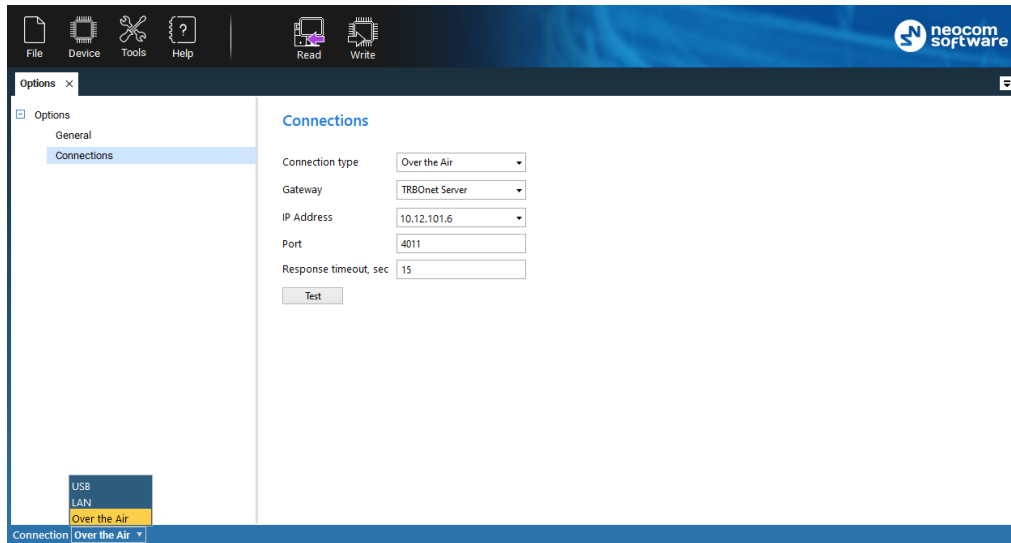 File Device Tools Help Read Write
neocom
software
Options ×
Options
General
Connections
Connections
Connection type Over the Air
Gateway TRBOnet Server
IP Address 10.12.101.6
Port 4011
Response timeout, sec 15
Test
USB
LAN
Over the Air
Connection Over the Air